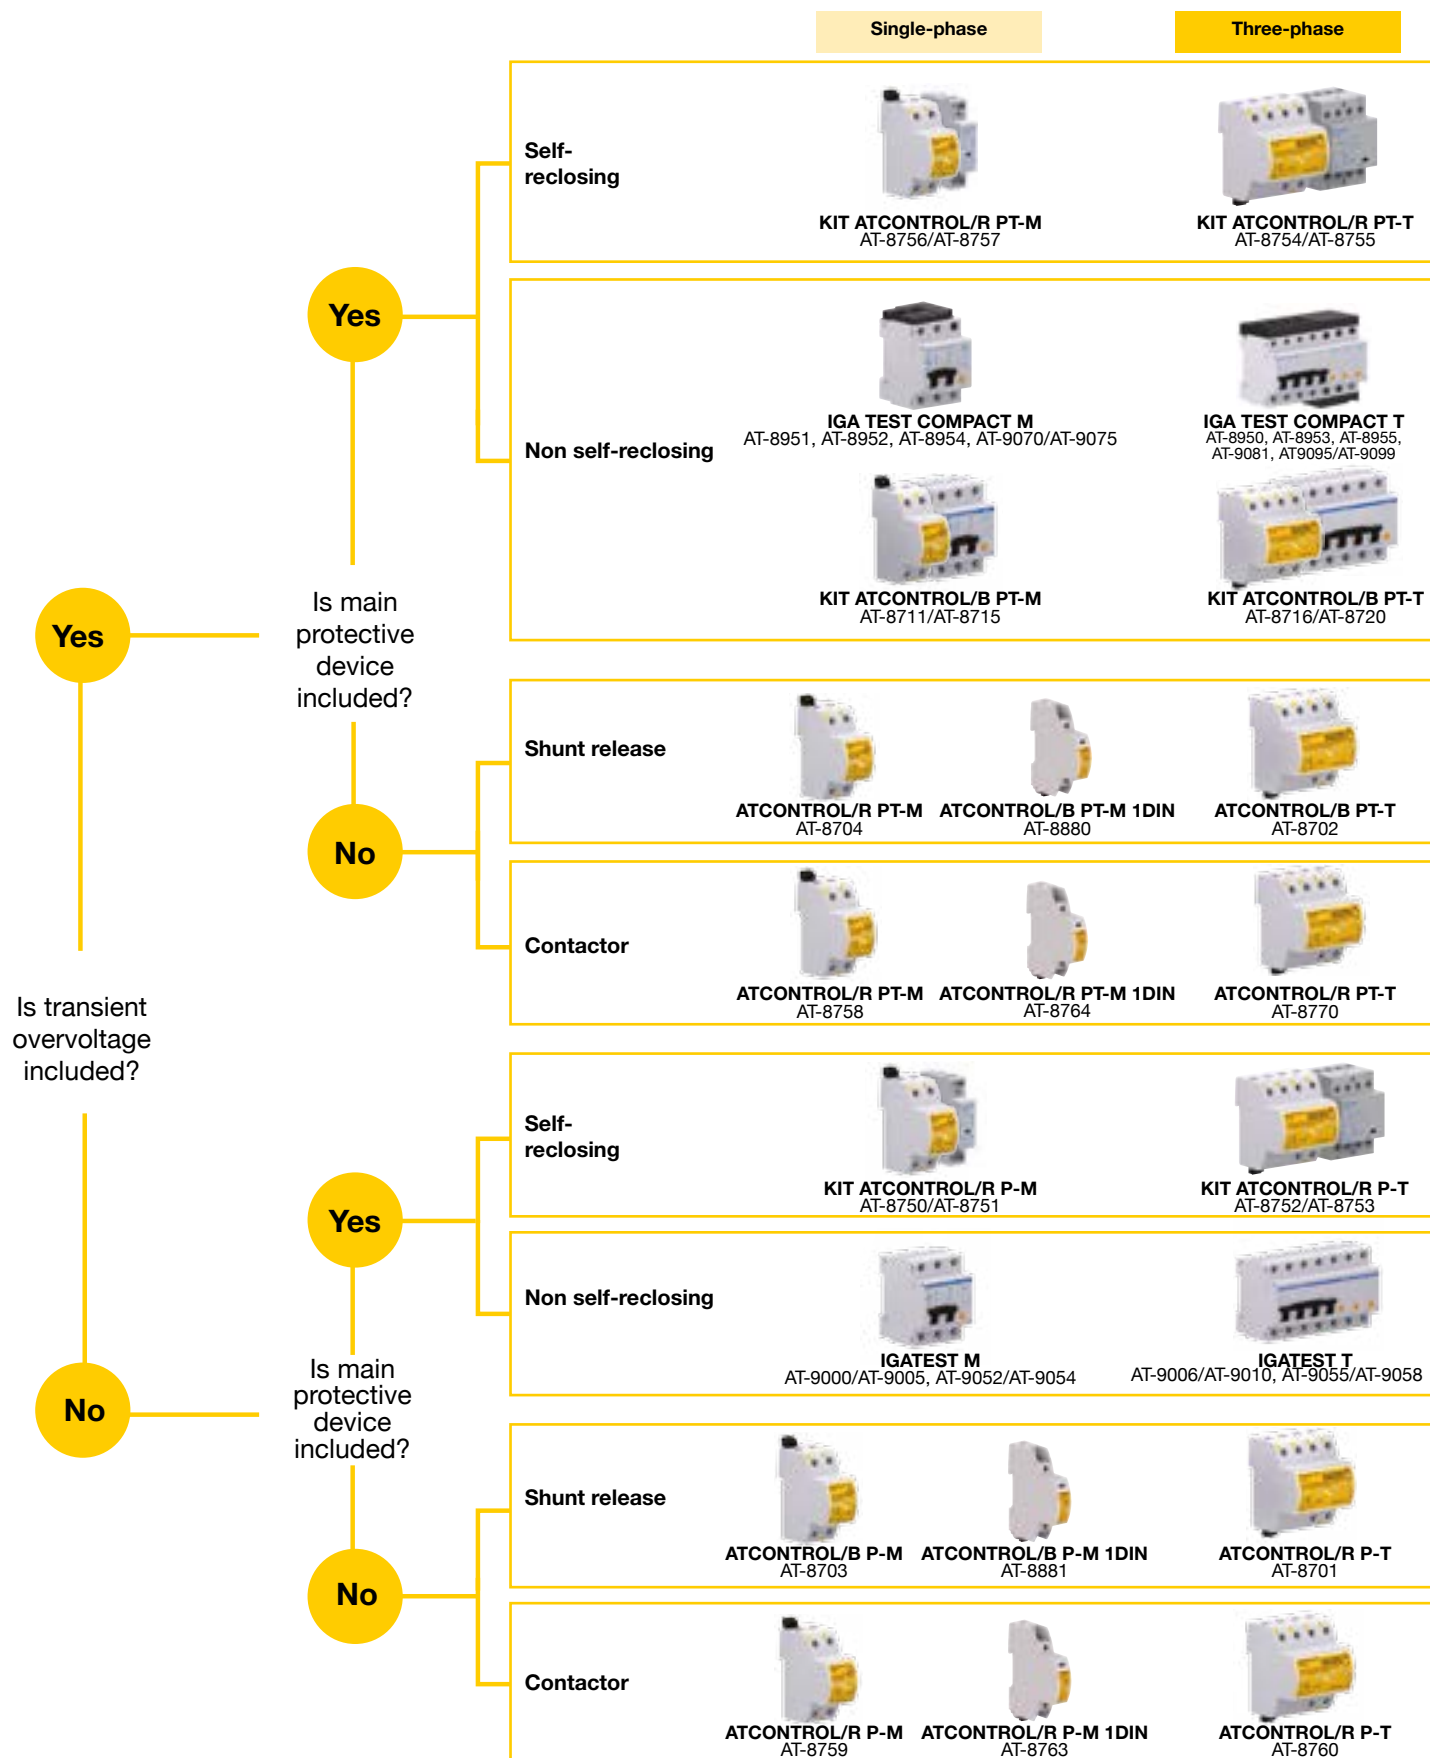 Single-phase
Three-phase
Self-
reclosing
KIT ATCONTROL/R PT-M
AT-8756/AT-8757
KIT ATCONTROL/R PT-T
AT-8754/AT-8755
Yes
Non self-reclosing
IGA TEST COMPACT M
AT-8951, AT-8952, AT-8954, AT-9070/AT-9075
IGA TEST COMPACT T
AT-8950, AT-8953, AT-8955,
AT-9081, AT9095/AT-9099
KIT ATCONTROL/B PT-M
AT-8711/AT-8715
KIT ATCONTROL/B PT-T
AT-8716/AT-8720
Yes
Is main
protective
device
included?
Shunt release
ATCONTROL/R PT-M
AT-8704
ATCONTROL/B PT-M 1DIN
AT-8880
ATCONTROL/B PT-T
AT-8702
No
Contactor
ATCONTROL/R PT-M
AT-8758
ATCONTROL/R PT-M 1DIN
AT-8764
ATCONTROL/R PT-T
AT-8770
Is transient
overvoltage
included?
Self-
reclosing
KIT ATCONTROL/R P-M
AT-8750/AT-8751
KIT ATCONTROL/R P-T
AT-8752/AT-8753
Yes
Non self-reclosing
IGATEST M
AT-9000/AT-9005, AT-9052/AT-9054
IGATEST T
AT-9006/AT-9010, AT-9055/AT-9058
No
Is main
protective
device
included?
Shunt release
ATCONTROL/B P-M
AT-8703
ATCONTROL/B P-M 1DIN
AT-8881
ATCONTROL/R P-T
AT-8701
No
Contactor
ATCONTROL/R P-M
AT-8759
ATCONTROL/R P-M 1DIN
AT-8763
ATCONTROL/R P-T
AT-8760